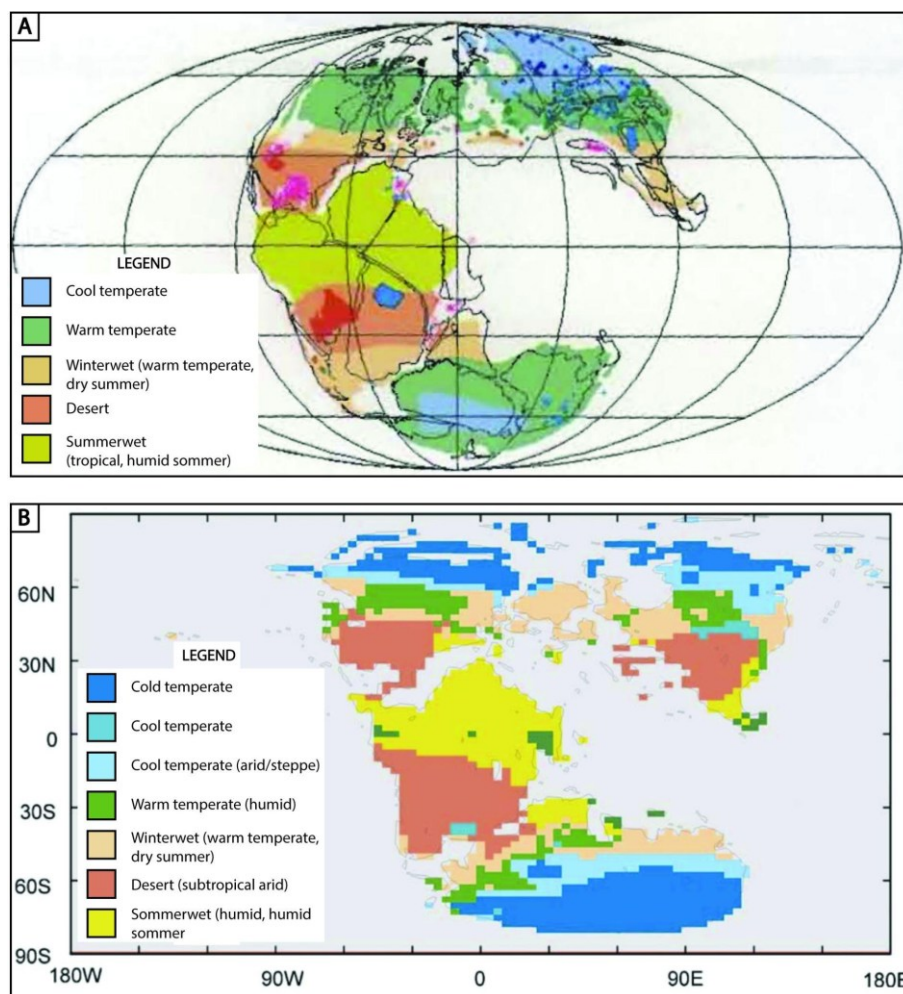 A
LEGEND
Cool temperate
Warm temperate
Winterwet (warm temperate,
dry summer)
Desert
Summerwet
(tropical, humid sommer)
B
60N
30N
0
30S
60S
90S
180W
90W
0
90E
180E
LEGEND
Cold temperate
Cool temperate
Cool temperate (arid/steppe)
Warm temperate (humid)
Winterwet (warm temperate,
dry summer)
Desert (subtropical arid)
Sommerwet (humid, humid
sommer